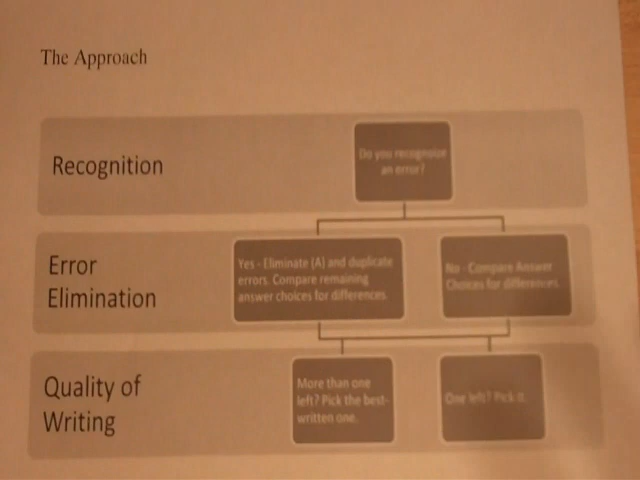 The Approach
Recognition
Do you recognize
an error?
Error
Elimination
Yes - Eliminate (A) and duplicate
errors. Compare remaining
answer choices for differences.
No - Compare Answer
Choices for differences.
Quality of
Writing
More than one
left? Pick the best-
written one.
One left? Pick it.